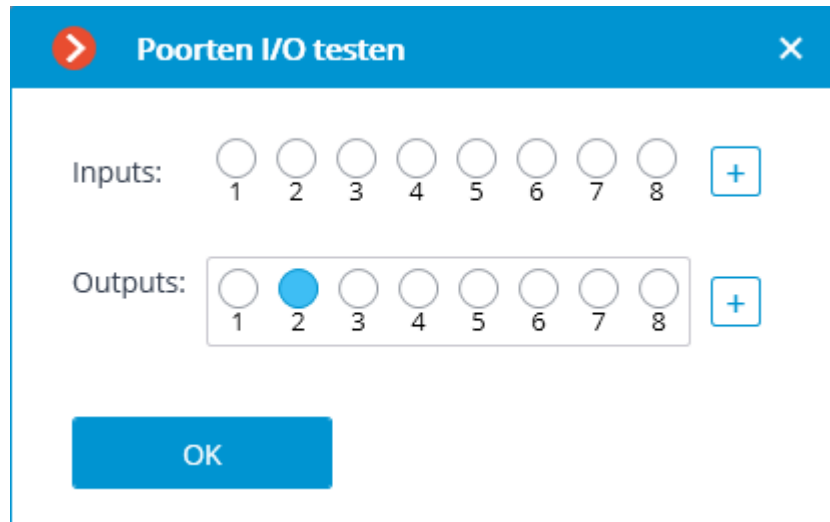 Poorten I/O testen
Inputs:
1 2 3 4 5 6 7 8
+
Outputs:
1 2 3 4 5 6 7 8
+
OK